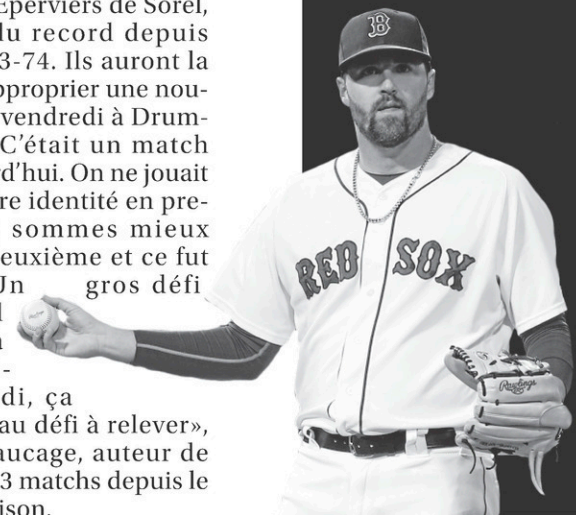 Éperviers de Sorel,
du record depuis
3-74. Ils auront la
pproprier une nou-
vendredi à Drum-
C'était un match
rd'hui. On ne jouait
re identité en pre-
sommes mieux
euxième et ce fut
Un gros défi
-
di, ça
au défi à relever»,
aucage, auteur de
3 matchs depuis le
ison.
B
RED SOX
Rawlings